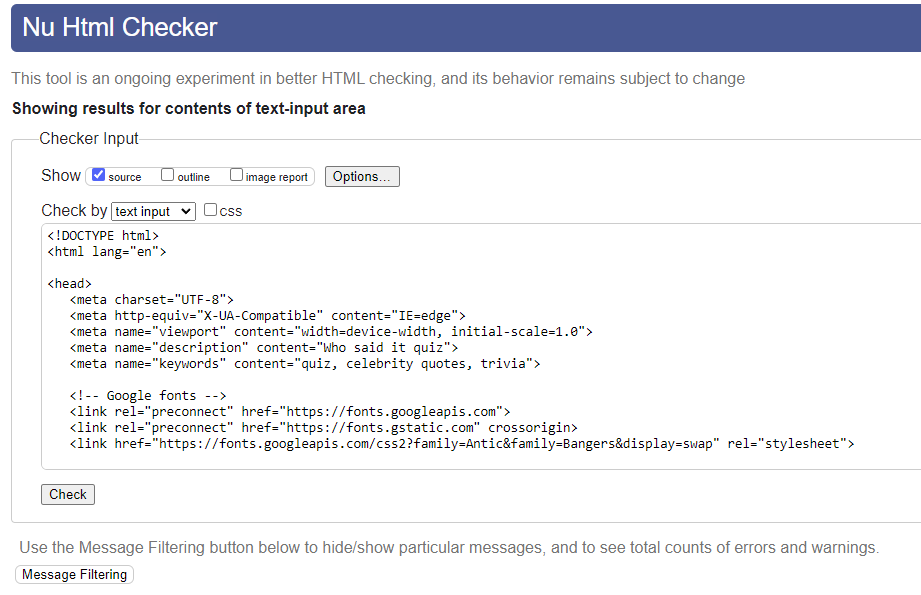 Nu Html Checker
This tool is an ongoing experiment in better HTML checking, and its behavior remains subject to change
Showing results for contents of text-input area
Checker Input
Show source outline image report Options...
Check by text input css
<!DOCTYPE html>
<html lang="en">
<head>
<meta charset="UTF-8">
<meta http-equiv="X-UA-Compatible" content="IE=edge">
<meta name="viewport" content="width=device-width, initial-scale=1.0">
<meta name="description" content="Who said it quiz">
<meta name="keywords" content="quiz, celebrity quotes, trivia">
<!-- Google fonts -->
<link rel="preconnect" href="https://fonts.googleapis.com">
<link rel="preconnect" href="https://fonts.gstatic.com" crossorigin>
<link href="https://fonts.googleapis.com/css2?family=Antic&family=Bangers&display=swap" rel="stylesheet">
Check
Use the Message Filtering button below to hide/show particular messages, and to see total counts of errors and warnings.
Message Filtering